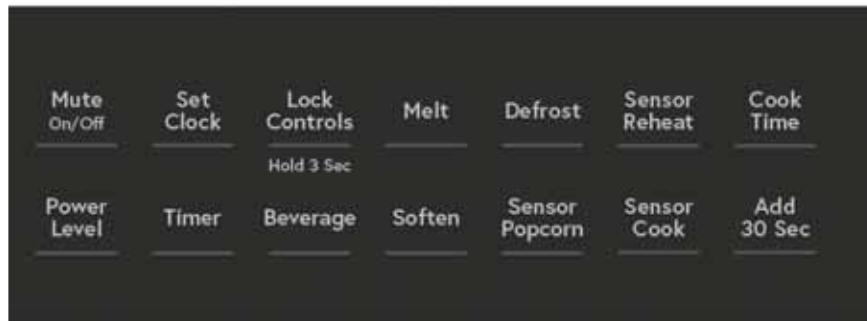 Mute
On/Off
Set
Clock
Lock
Controls
Hold 3 Sec
Melt
Defrost
Sensor
Reheat
Cook
Time
Power
Level
Timer
Beverage
Soften
Sensor
Popcorn
Sensor
Cook
Add
30 Sec